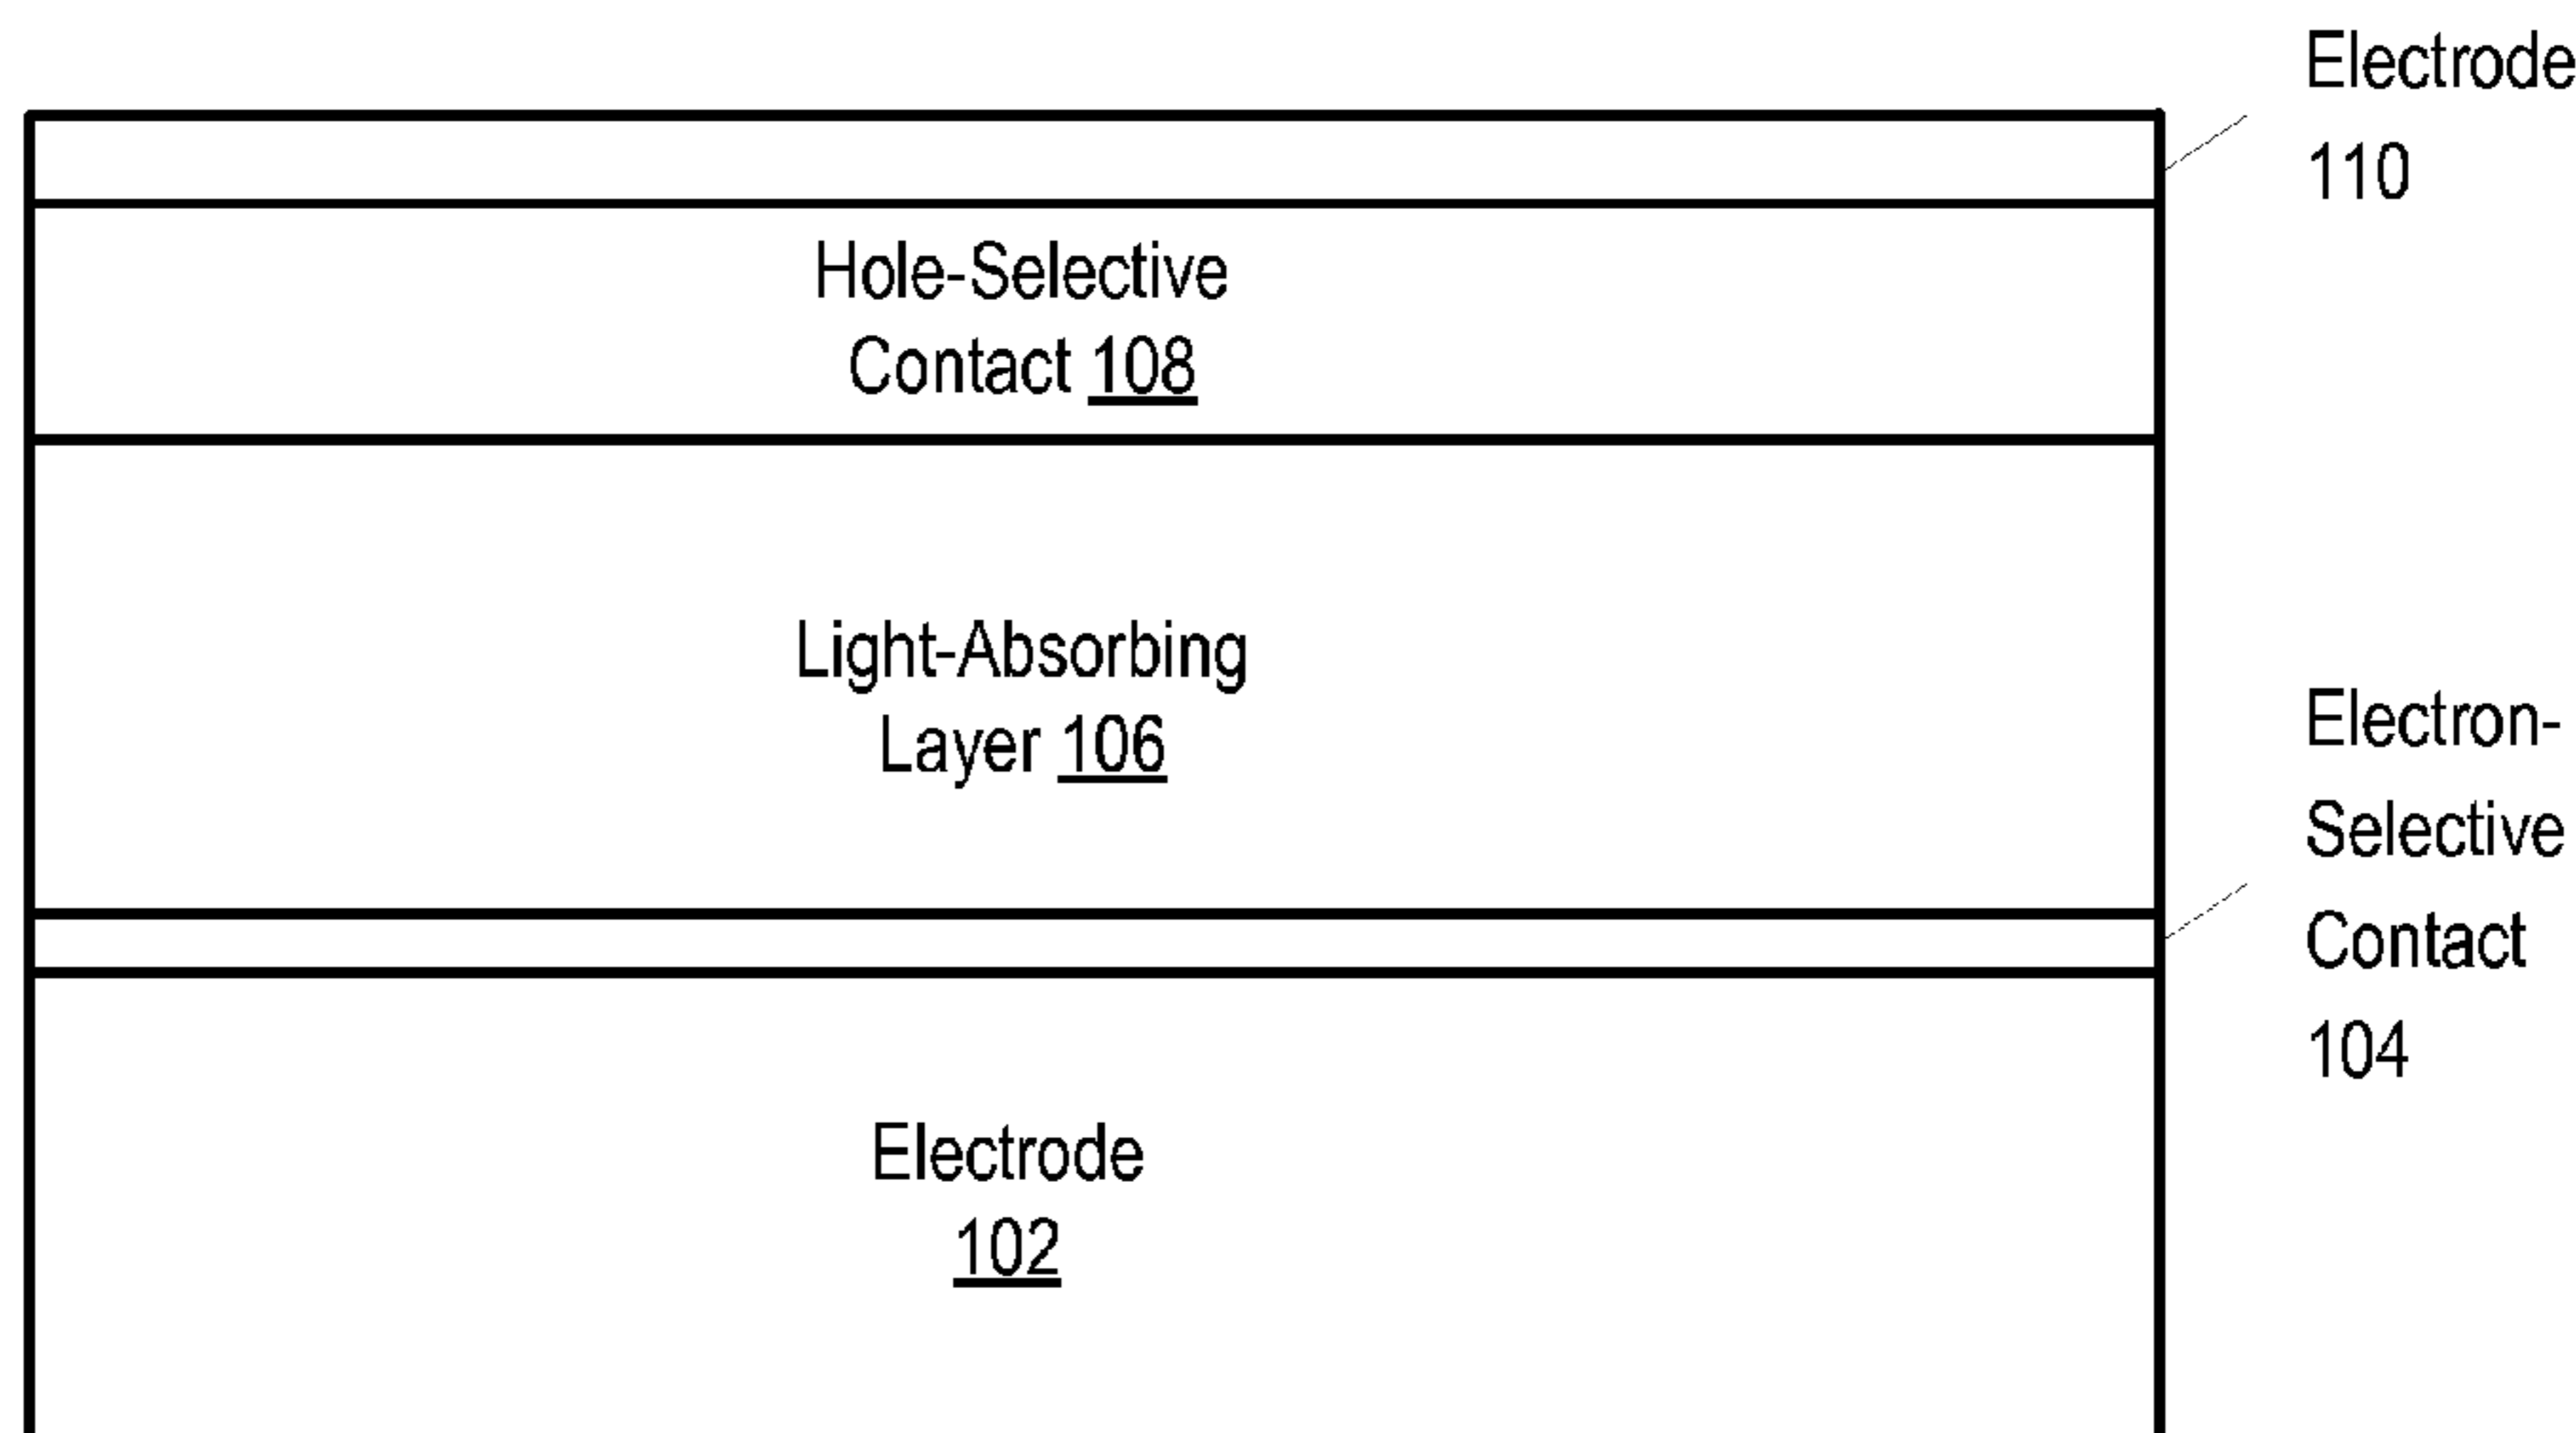 Electrode
110
Hole-Selective
Contact 108
Light-Absorbing
Layer 106
Electron-
Selective
Contact
104
Electrode
102